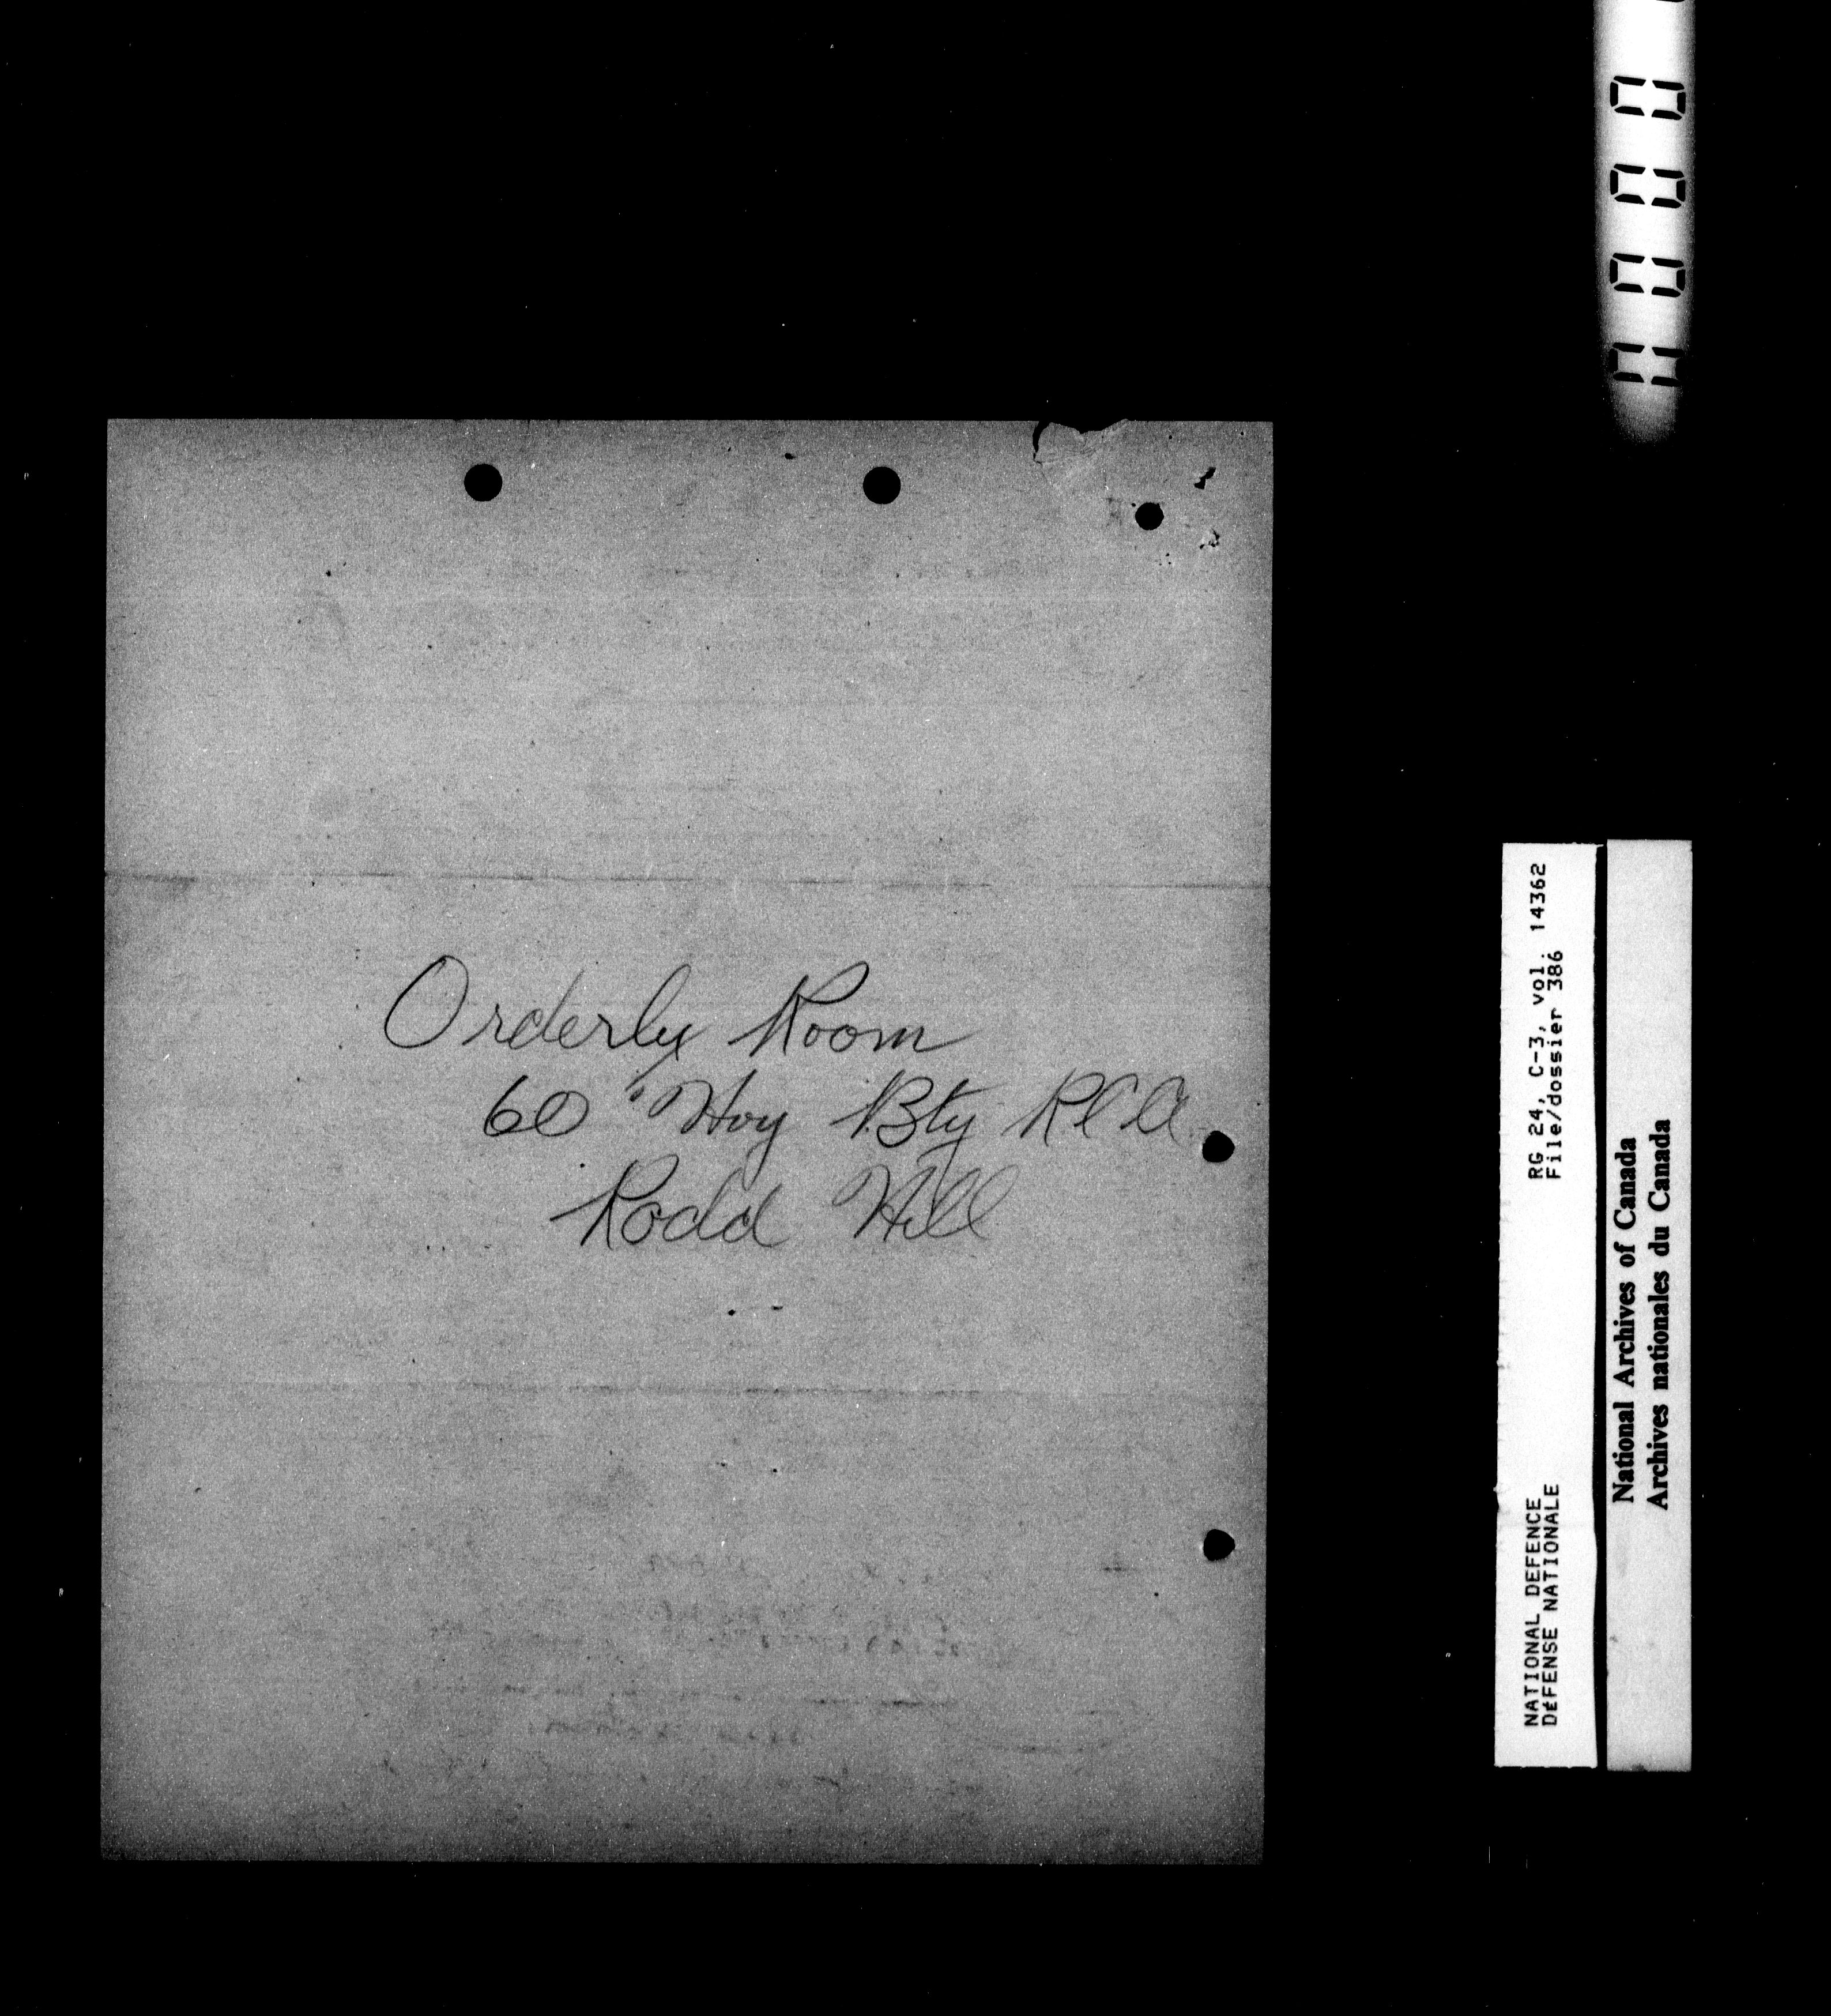 Orderly Room
60" Hvy Bty RCA
Rodd Hill
RG 24, C-3, vol. 14362
File/dossier 386
NATIONAL DEFENCE
DéFENSE NATIONALE
National Archives of Canada
Archives nationales du Canada